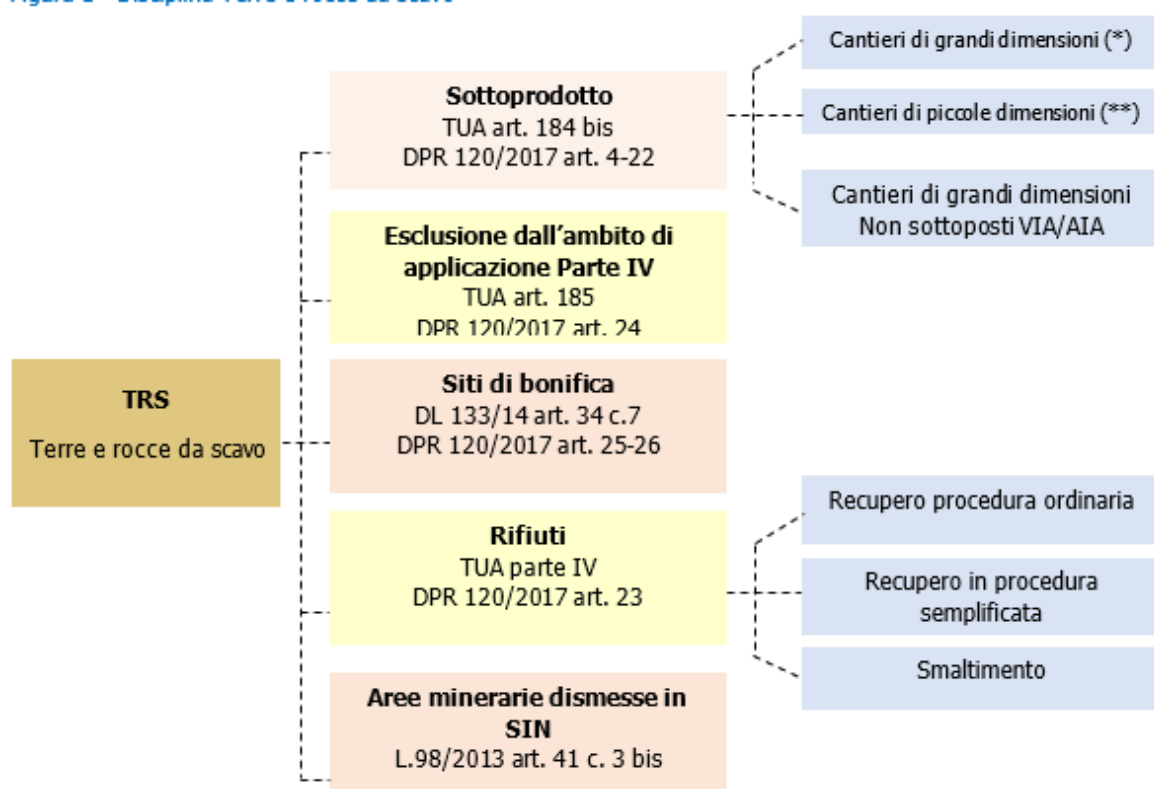 Cantieri di grandi dimensioni (*)
Sottoprodotto
TUA art. 184 bis
DPR 120/2017 art. 4-22
Cantieri di piccole dimensioni (**)
Cantieri di grandi dimensioni
Non sottoposti VIA/AIA
Esclusione dall'ambito di
applicazione Parte IV
TUA art. 185
DPR 120/2017 art. 24
TRS
Terre e rocce da scavo
Siti di bonifica
DL 133/14 art. 34 c.7
DPR 120/2017 art. 25-26
Rifiuti
TUA parte IV
DPR 120/2017 art. 23
Recupero procedura ordinaria
Recupero in procedura
semplificata
Smaltimento
Aree minerarie dismesse in
SIN
L.98/2013 art. 41 c. 3 bis